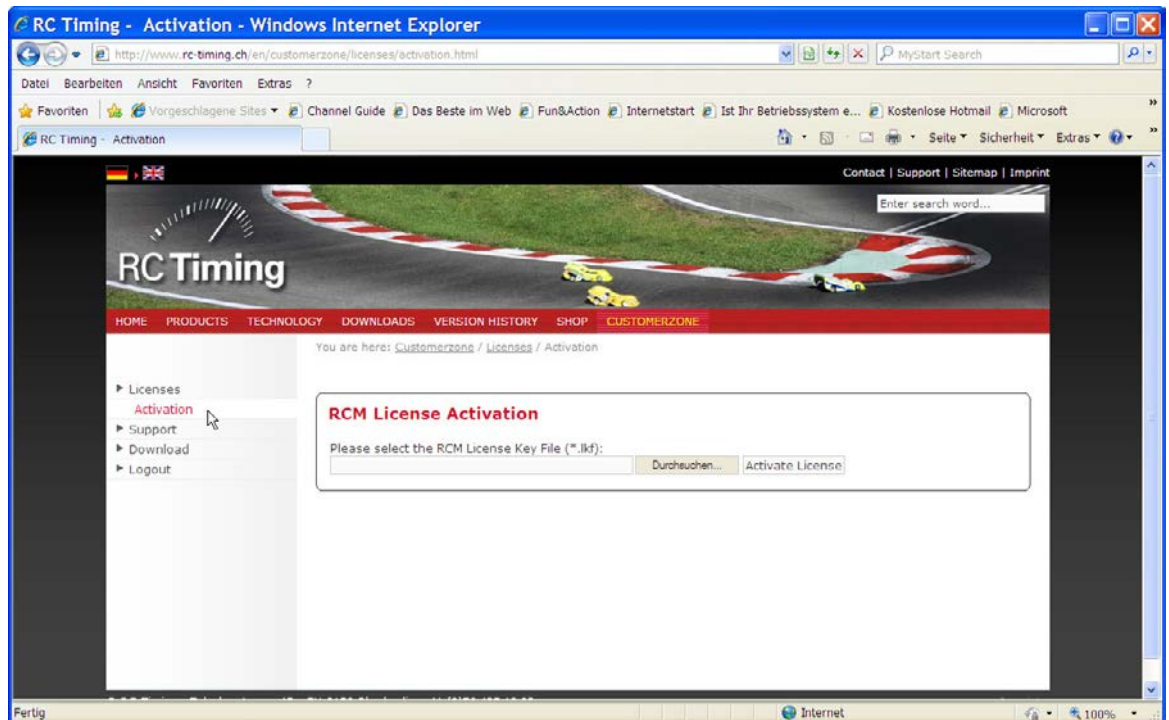 RC Timing - Activation - Windows Internet Explorer
http://www.rc-timing.ch/en/customerzone/licenses/activation.html
MyStart Search
Datei Bearbeiten Ansicht Favoriten Extras ?
Favoriten Vorgeschlagene Sites Channel Guide Das Beste im Web Fun&Action Internetstart Ist Ihr Betriebssystem e... Kostenlose Hotmail Microsoft »
RC Timing - Activation
Seite Sicherheit Extras »
Contact | Support | Sitemap | Imprint
Enter search word...
RC Timing
HOME PRODUCTS TECHNOLOGY DOWNLOADS VERSION HISTORY SHOP CUSTOMERZONE
You are here: Customerzone / Licenses / Activation
Licenses
Activation
Support
Download
Logout
RCM License Activation
Please select the RCM License Key File (*.lkf):
Durchsuchen... Activate License
Fertig
Internet
100%